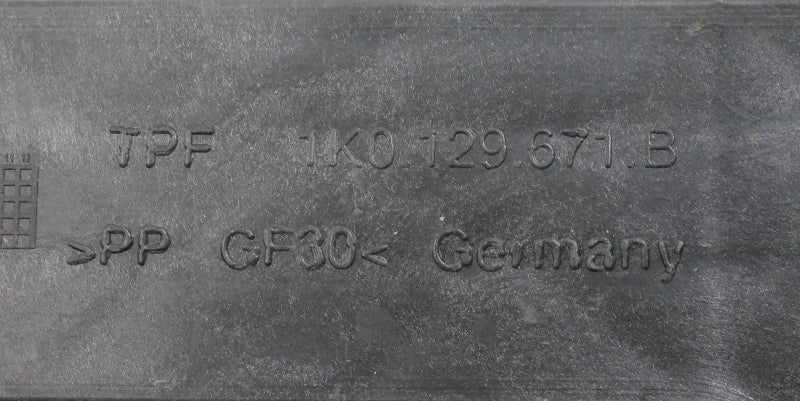 TPF 1K0.129.671.B
>PP GF30< Germany